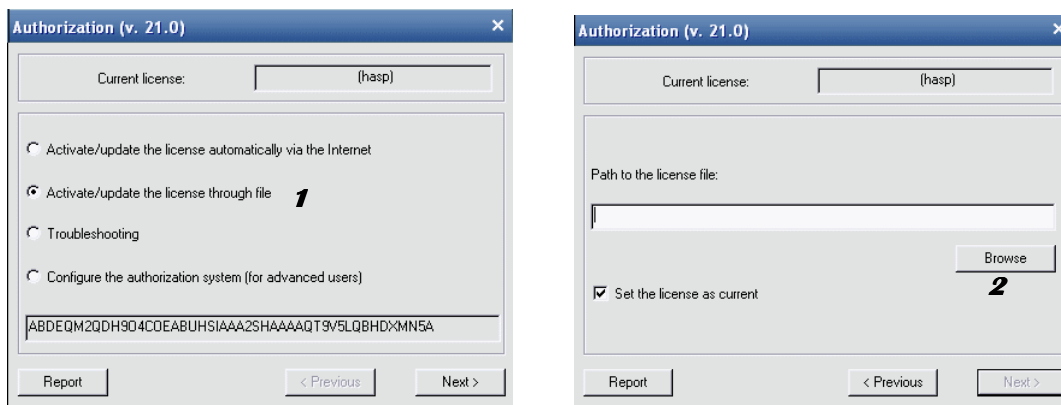 Authorization (v. 21.0)
Current license:
(hasp)
Activate/update the license automatically via the Internet
Activate/update the license through file
1
Troubleshooting
Configure the authorization system (for advanced users)
ABDEQM2QDH9O4COEABUHSIAAA2SHAAAAQT9V5LQBHDXMN5A
Report
< Previous
Next >
Authorization (v. 21.0)
Current license:
(hasp)
Path to the license file:
Browse
2
Set the license as current
Report
< Previous
Next >